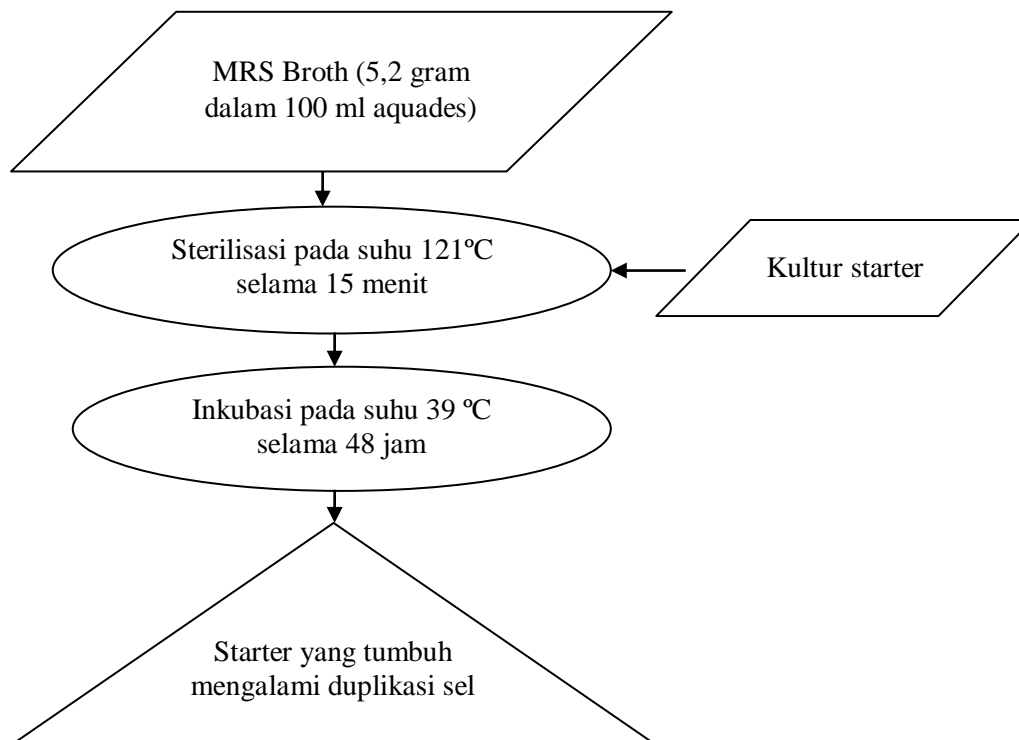 MRS Broth (5,2 gram
dalam 100 ml aquades)
Sterilisasi pada suhu 121ºC
selama 15 menit
Kultur starter
Inkubasi pada suhu 39 ºC
selama 48 jam
Starter yang tumbuh
mengalami duplikasi sel